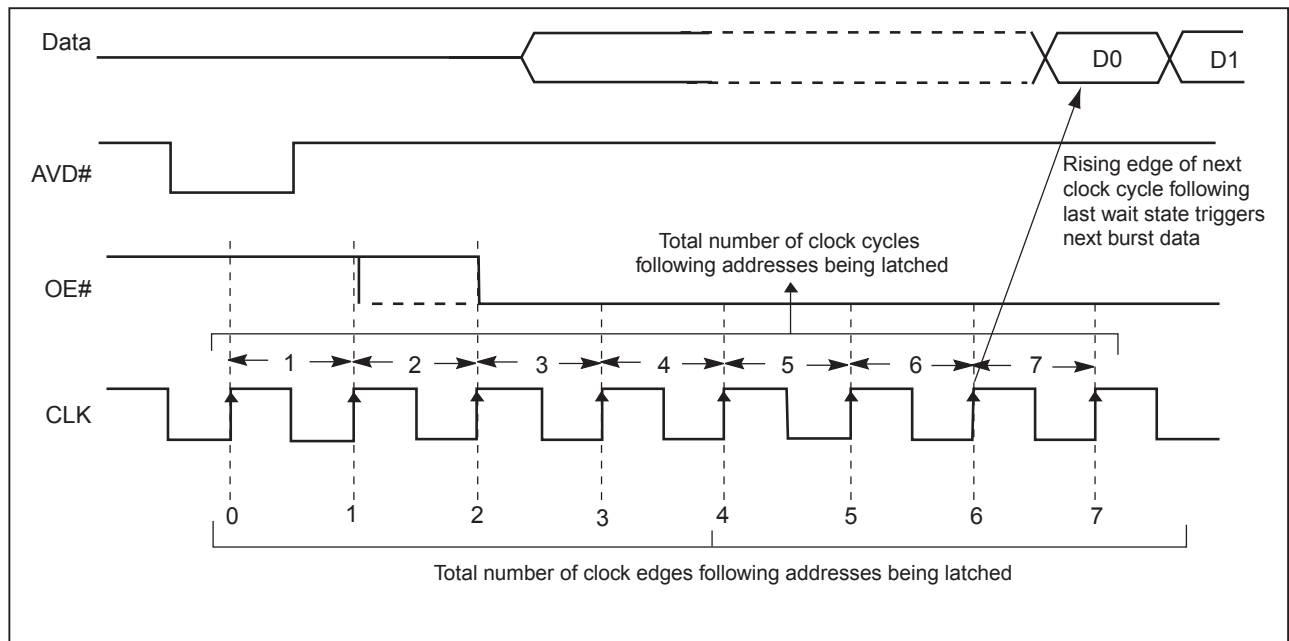 Data
D0
D1
AVD#
Rising edge of next
clock cycle following
last wait state triggers
next burst data
Total number of clock cycles
following addresses being latched
OE#
1 2 3 4 5 6 7
CLK
0 1 2 3 4 5 6 7
Total number of clock edges following addresses being latched